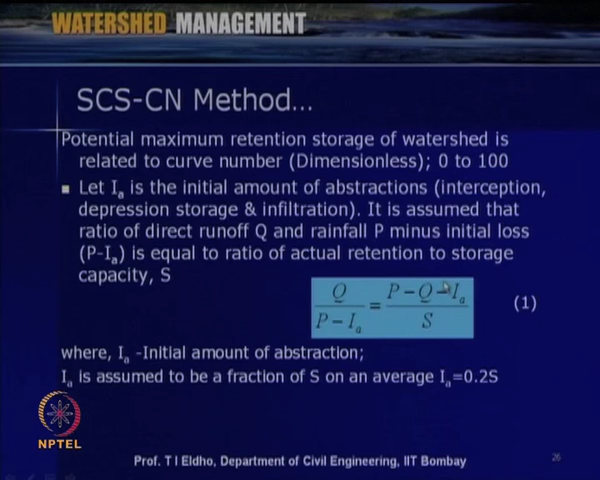 WATERSHED MANAGEMENT
SCS-CN Method...
Potential maximum retention storage of watershed is
related to curve number (Dimensionless); 0 to 100
Let Ia is the initial amount of abstractions (interception,
depression storage & infiltration). It is assumed that
ratio of direct runoff Q and rainfall P minus initial loss
(P-Ia) is equal to ratio of actual retention to storage
capacity, S
Q / (P – Ia) = (P – Q – Ia) / S (1)
where, Ia -Initial amount of abstraction;
Ia is assumed to be a fraction of S on an average Ia=0.2S
NPTEL
Prof. T I Eldho, Department of Civil Engineering, IIT Bombay
26